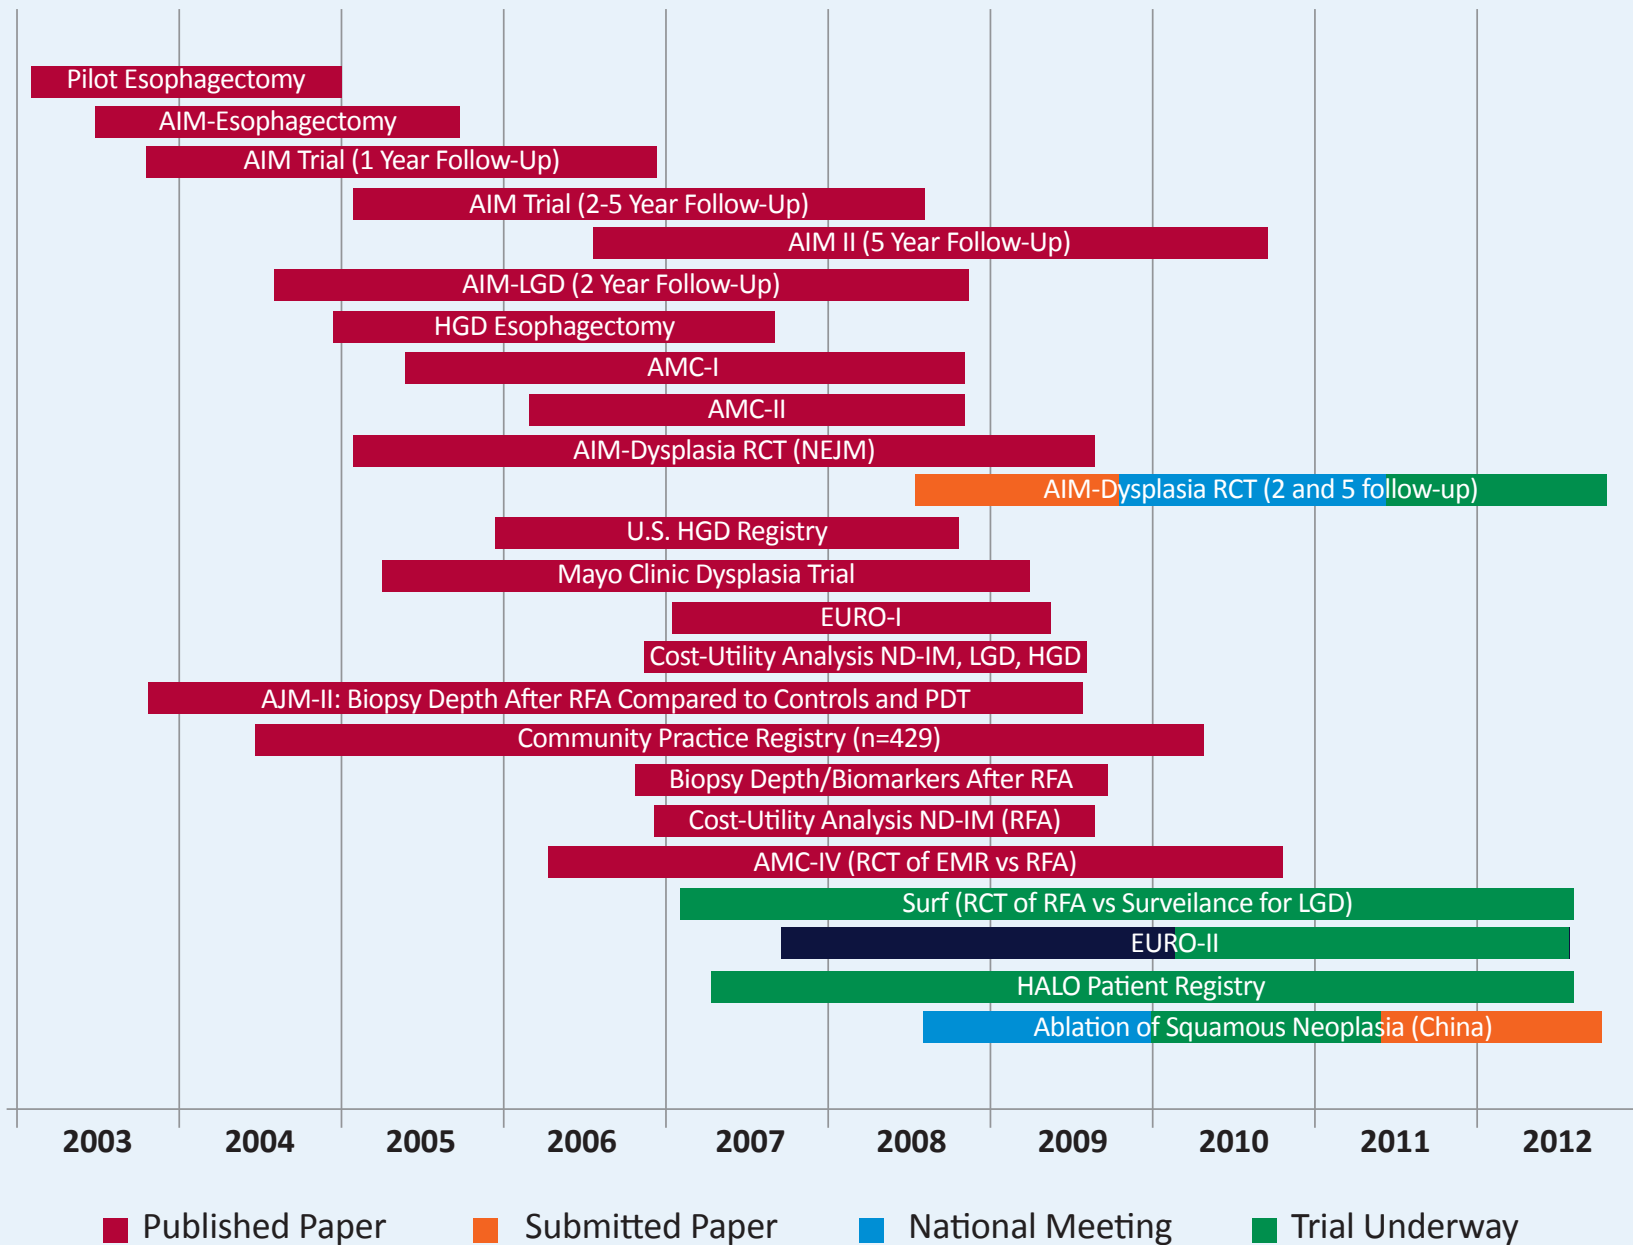 Pilot Esophagectomy
AIM-Esophagectomy
AIM Trial (1 Year Follow-Up)
AIM Trial (2-5 Year Follow-Up)
AIM II (5 Year Follow-Up)
AIM-LGD (2 Year Follow-Up)
HGD Esophagectomy
AMC-I
AMC-II
AIM-Dysplasia RCT (NEJM)
AIM-Dysplasia RCT (2 and 5 follow-up)
U.S. HGD Registry
Mayo Clinic Dysplasia Trial
EURO-I
Cost-Utility Analysis ND-IM, LGD, HGD
AJM-II: Biopsy Depth After RFA Compared to Controls and PDT
Community Practice Registry (n=429)
Biopsy Depth/Biomarkers After RFA
Cost-Utility Analysis ND-IM (RFA)
AMC-IV (RCT of EMR vs RFA)
Surf (RCT of RFA vs Surveilance for LGD)
EURO-II
HALO Patient Registry
Ablation of Squamous Neoplasia (China)
2003 2004 2005 2006 2007 2008 2009 2010 2011 2012
Published Paper Submitted Paper National Meeting Trial Underway